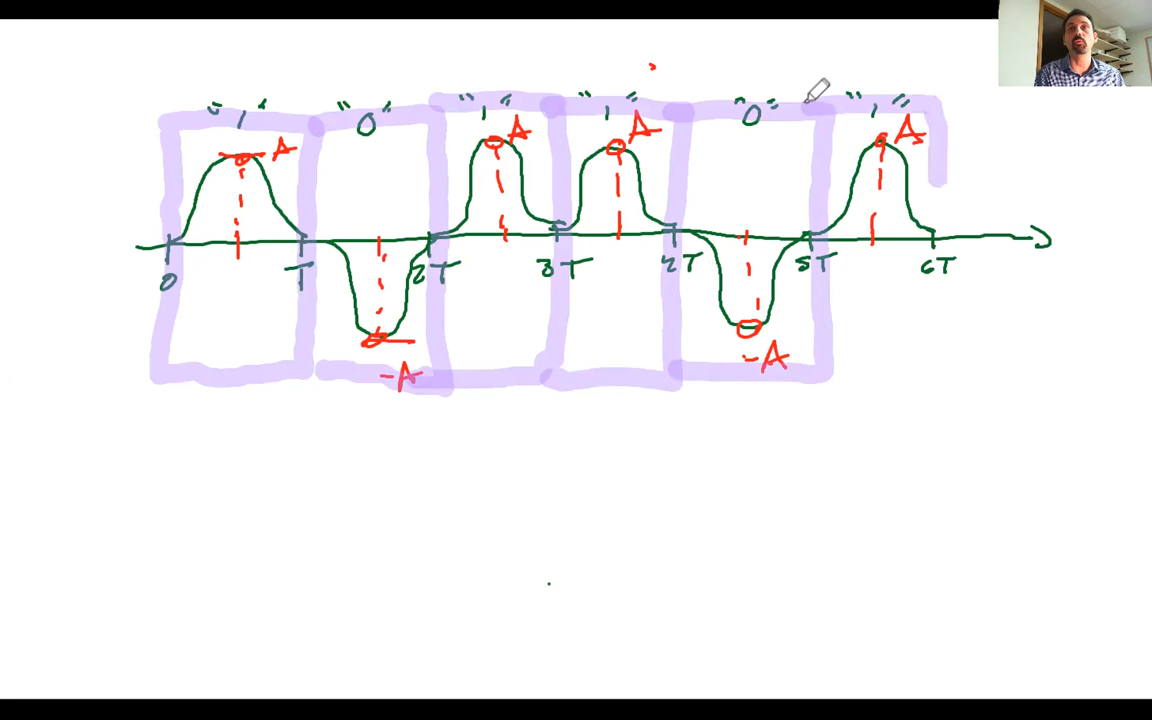 "1" "0" "1" "1" "0" "1"
A A A A
0 T 2T 3T 4T 5T 6T
-A -A